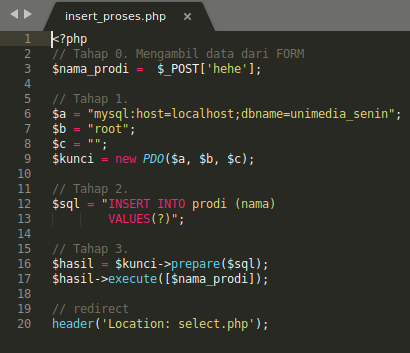 insert_proses.php ×
1 <?php
2 // Tahap 0. Mengambil data dari FORM
3 $nama_prodi =  $_POST['hehe'];
4
5 // Tahap 1.
6 $a = "mysql:host=localhost;dbname=unimedia_senin";
7 $b = "root";
8 $c = "";
9 $kunci = new PDO($a, $b, $c);
10
11 // Tahap 2.
12 $sql = "INSERT INTO prodi (nama)
13         VALUES(?)";
14
15 // Tahap 3.
16 $hasil = $kunci->prepare($sql);
17 $hasil->execute([$nama_prodi]);
18
19 // redirect
20 header('Location: select.php');